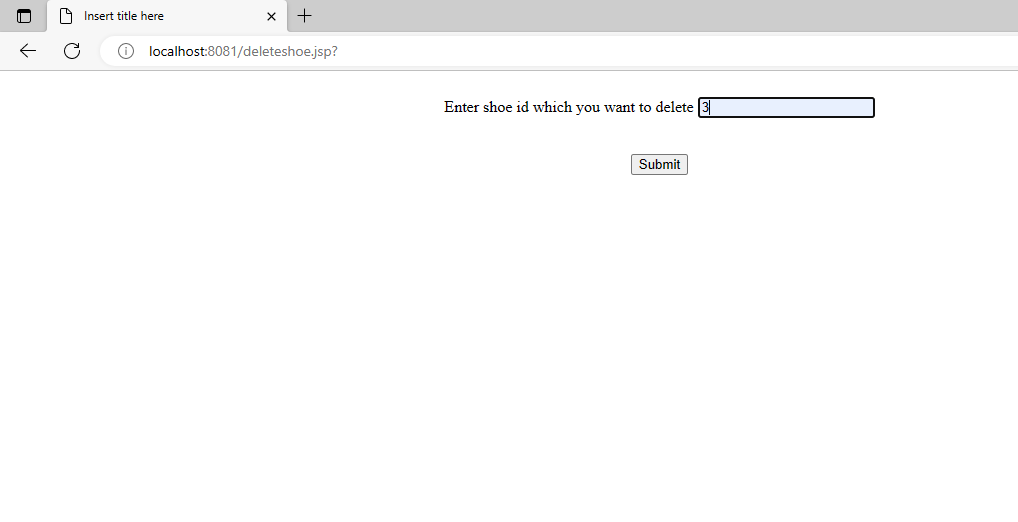 Insert title here
localhost:8081/deleteshoe.jsp?
Enter shoe id which you want to delete 3
Submit